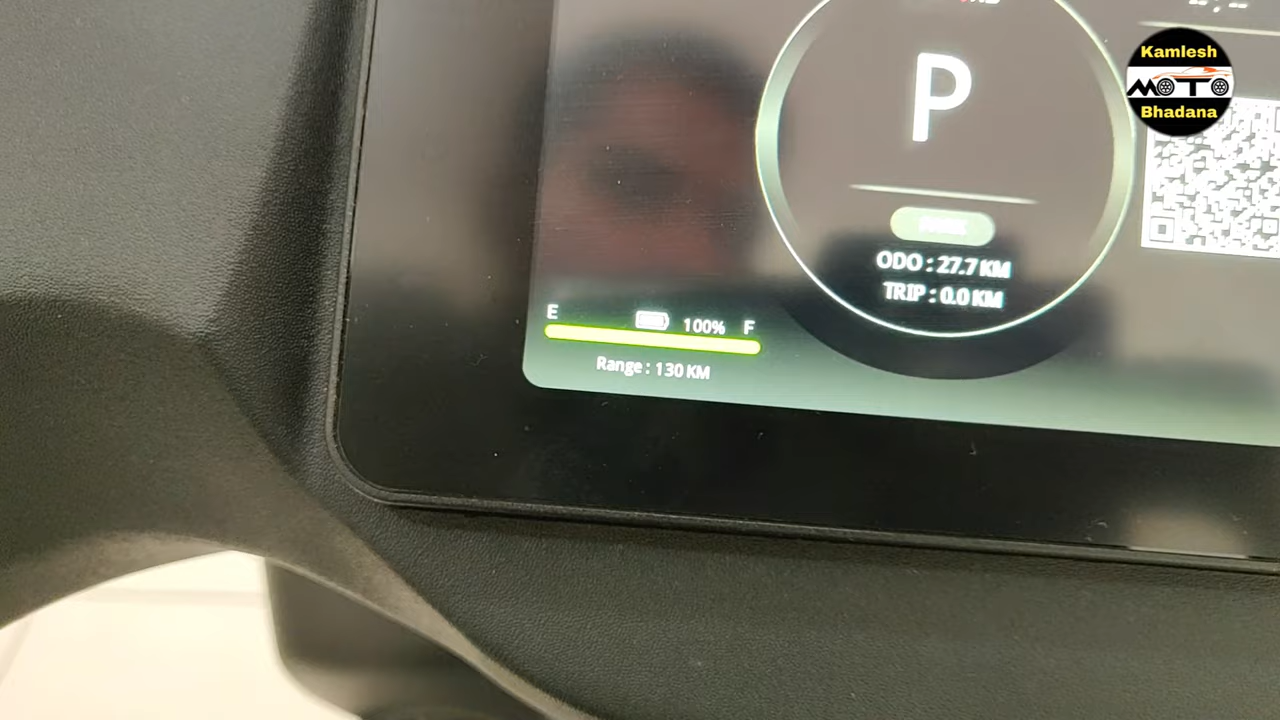 P
ODO : 27.7 KM
TRIP : 0.0 KM
E 100% F
Range : 130 KM
Kamlesh
MOTO
Bhadana